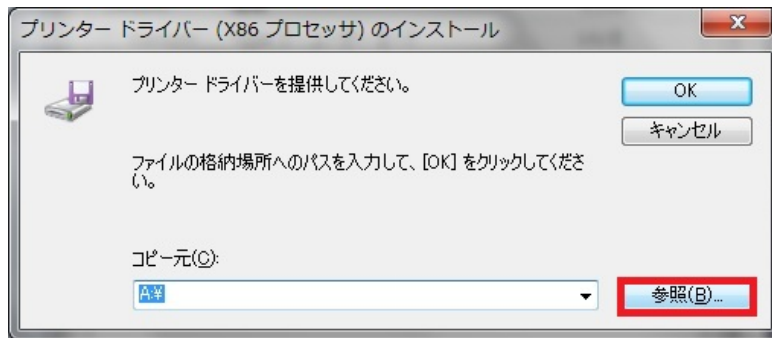 プリンター ドライバー (X86 プロセッサ) のインストール
プリンター ドライバーを提供してください。
OK
キャンセル
ファイルの格納場所へのパスを入力して、[OK] をクリックしてくださ
い。
コピー元(C):
A:¥
参照(B)...